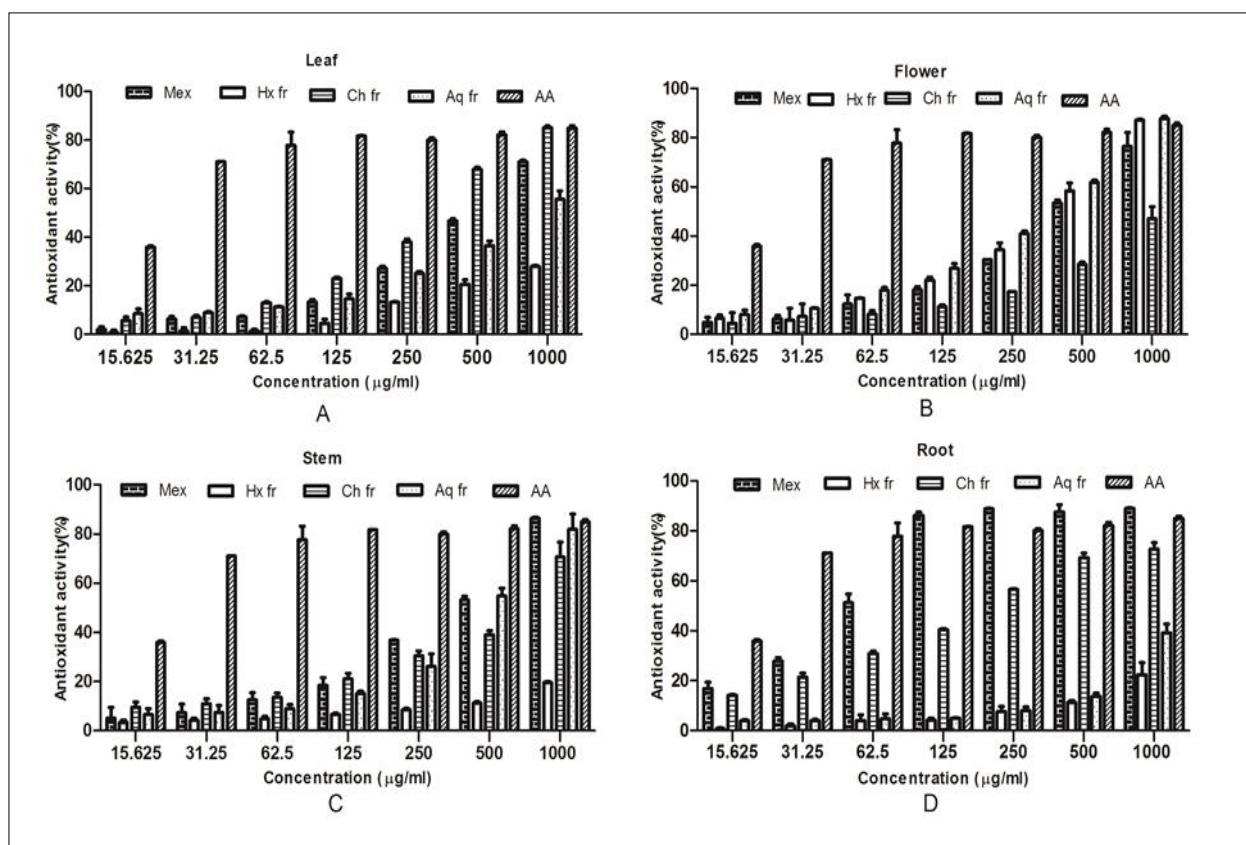 Leaf
Mex Hx fr Ch fr Aq fr AA
Antioxidant activity(%)
100
80
60
40
20
0
15.625 31.25 62.5 125 250 500 1000
Concentration (μg/ml)
A
Flower
Mex Hx fr Ch fr Aq fr AA
Antioxidant activity(%)
100
80
60
40
20
0
15.625 31.25 62.5 125 250 500 1000
Concentration (μg/ml)
B
Stem
Mex Hx fr Ch fr Aq fr AA
Antioxidant activity(%)
100
80
60
40
20
0
15.625 31.25 62.5 125 250 500 1000
Concentration (μg/ml)
C
Root
Mex Hx fr Ch fr Aq fr AA
Antioxidant activity(%)
100
80
60
40
20
0
15.625 31.25 62.5 125 250 500 1000
Concentration (μg/ml)
D